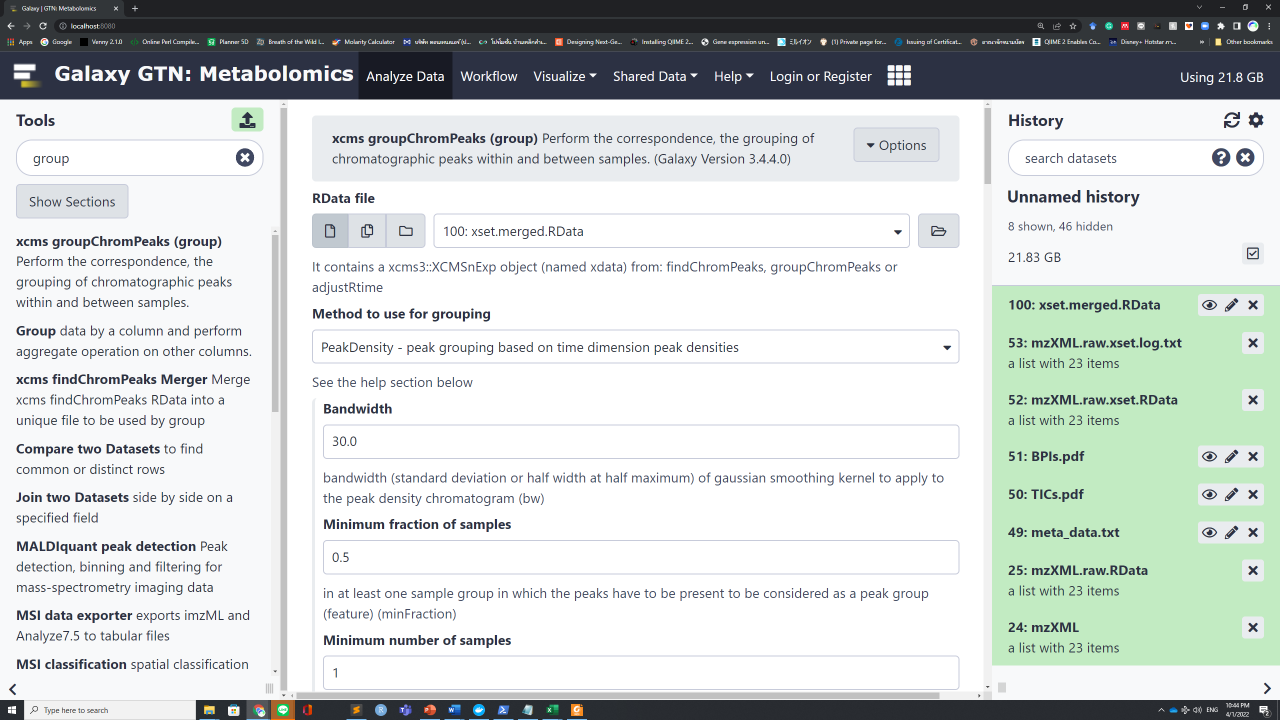 Galaxy | GTN: Metabolomics
localhost:8080
Apps
Google
Venny 2.1.0
Online Perl Compile...
Planner 5D
Breath of the Wild I...
Molarity Calculator
ไปท้องถิ่น บ้านคลิกผ่าน...
Designing Next-Ge...
Installing QIIME 2...
Gene expression un...
(1) Private page for...
Issuing of Certificat...
QIIME 2 Enables Co...
Disney+ Hotstar ก...
Other bookmarks
Galaxy GTN: Metabolomics
Analyze Data
Workflow
Visualize
Shared Data
Help
Login or Register
Using 21.8 GB
Tools
group
Show Sections
xcms groupChromPeaks (group)
Perform the correspondence, the
grouping of chromatographic peaks
within and between samples.
Group data by a column and perform
aggregate operation on other columns.
xcms findChromPeaks Merger Merge
xcms findChromPeaks RData into a
unique file to be used by group
Compare two Datasets to find
common or distinct rows
Join two Datasets side by side on a
specified field
MALDIquant peak detection Peak
detection, binning and filtering for
mass-spectrometry imaging data
MSI data exporter exports imzML and
Analyze7.5 to tabular files
MSI classification spatial classification
xcms groupChromPeaks (group) Perform the correspondence, the grouping of
chromatographic peaks within and between samples. (Galaxy Version 3.4.4.0)
Options
RData file
100: xset.merged.RData
It contains a xcms3::XCMSnExp object (named xdata) from: findChromPeaks, groupChromPeaks or
adjustRtime
Method to use for grouping
PeakDensity - peak grouping based on time dimension peak densities
See the help section below
Bandwidth
30.0
bandwidth (standard deviation or half width at half maximum) of gaussian smoothing kernel to apply to
the peak density chromatogram (bw)
Minimum fraction of samples
0.5
in at least one sample group in which the peaks have to be present to be considered as a peak group
(feature) (minFraction)
Minimum number of samples
1
History
search datasets
Unnamed history
8 shown, 46 hidden
21.83 GB
100: xset.merged.RData
53: mzXML.raw.xset.log.txt
a list with 23 items
52: mzXML.raw.xset.RData
a list with 23 items
51: BPIs.pdf
50: TICs.pdf
49: meta_data.txt
25: mzXML.raw.RData
a list with 23 items
24: mzXML
a list with 23 items
Type here to search
ENG
10:44 PM
4/1/2022